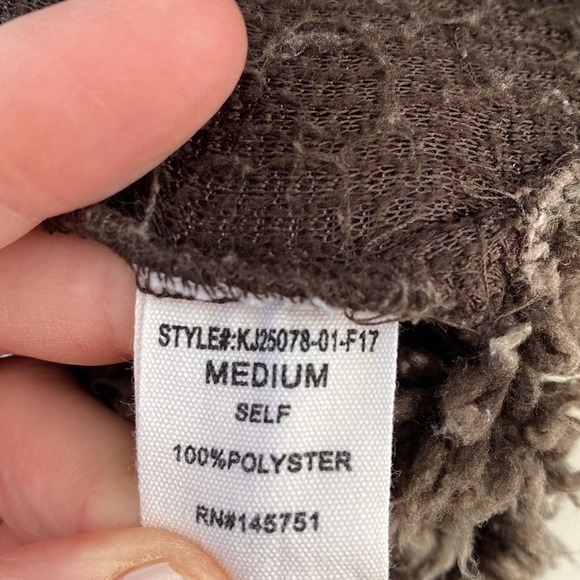 STYLE#:KJ25078-01-F17
MEDIUM
SELF
100%POLYSTER
RN#145751